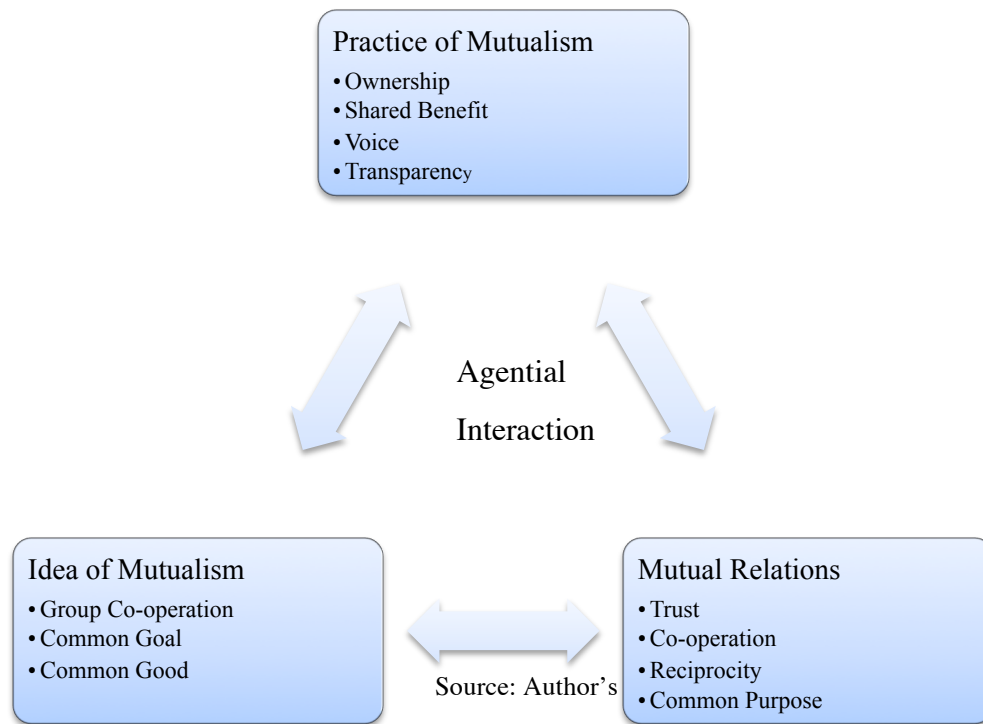 Practice of Mutualism
• Ownership
• Shared Benefit
• Voice
• Transparency
Agential
Interaction
Idea of Mutualism
• Group Co-operation
• Common Goal
• Common Good
Mutual Relations
• Trust
• Co-operation
• Reciprocity
• Common Purpose
Source: Author's